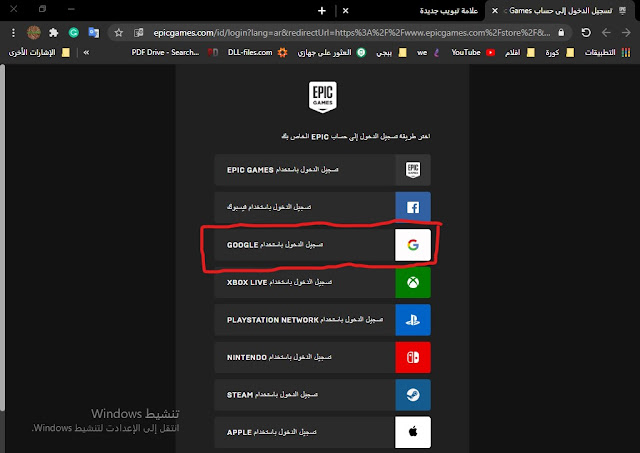 تسجيل الدخول إلى حساب Games
علامة تبويب جديدة
epicgames.com/id/login?lang=ar&redirectUrl=https%3A%2F%2Fwww.epicgames.com%2Fstore%2F&...
التطبيقات
كورة
افلام
YouTube
we
ببجي
العثور على جهازى
DLL-files.com
PDF Drive - Search...
الإشارات الأخرى
EPIC
GAMES
اختر طريقة تسجيل الدخول إلى حساب EPIC الخاص بك
تسجيل الدخول باستخدام EPIC GAMES
تسجيل الدخول باستخدام فيسبوك
تسجيل الدخول باستخدام GOOGLE
تسجيل الدخول باستخدام XBOX LIVE
تسجيل الدخول باستخدام PLAYSTATION NETWORK
تسجيل الدخول باستخدام NINTENDO
تسجيل الدخول باستخدام STEAM
تسجيل الدخول باستخدام APPLE
تنشيط Windows
انتقل إلى الإعدادت لتنشيط Windows.